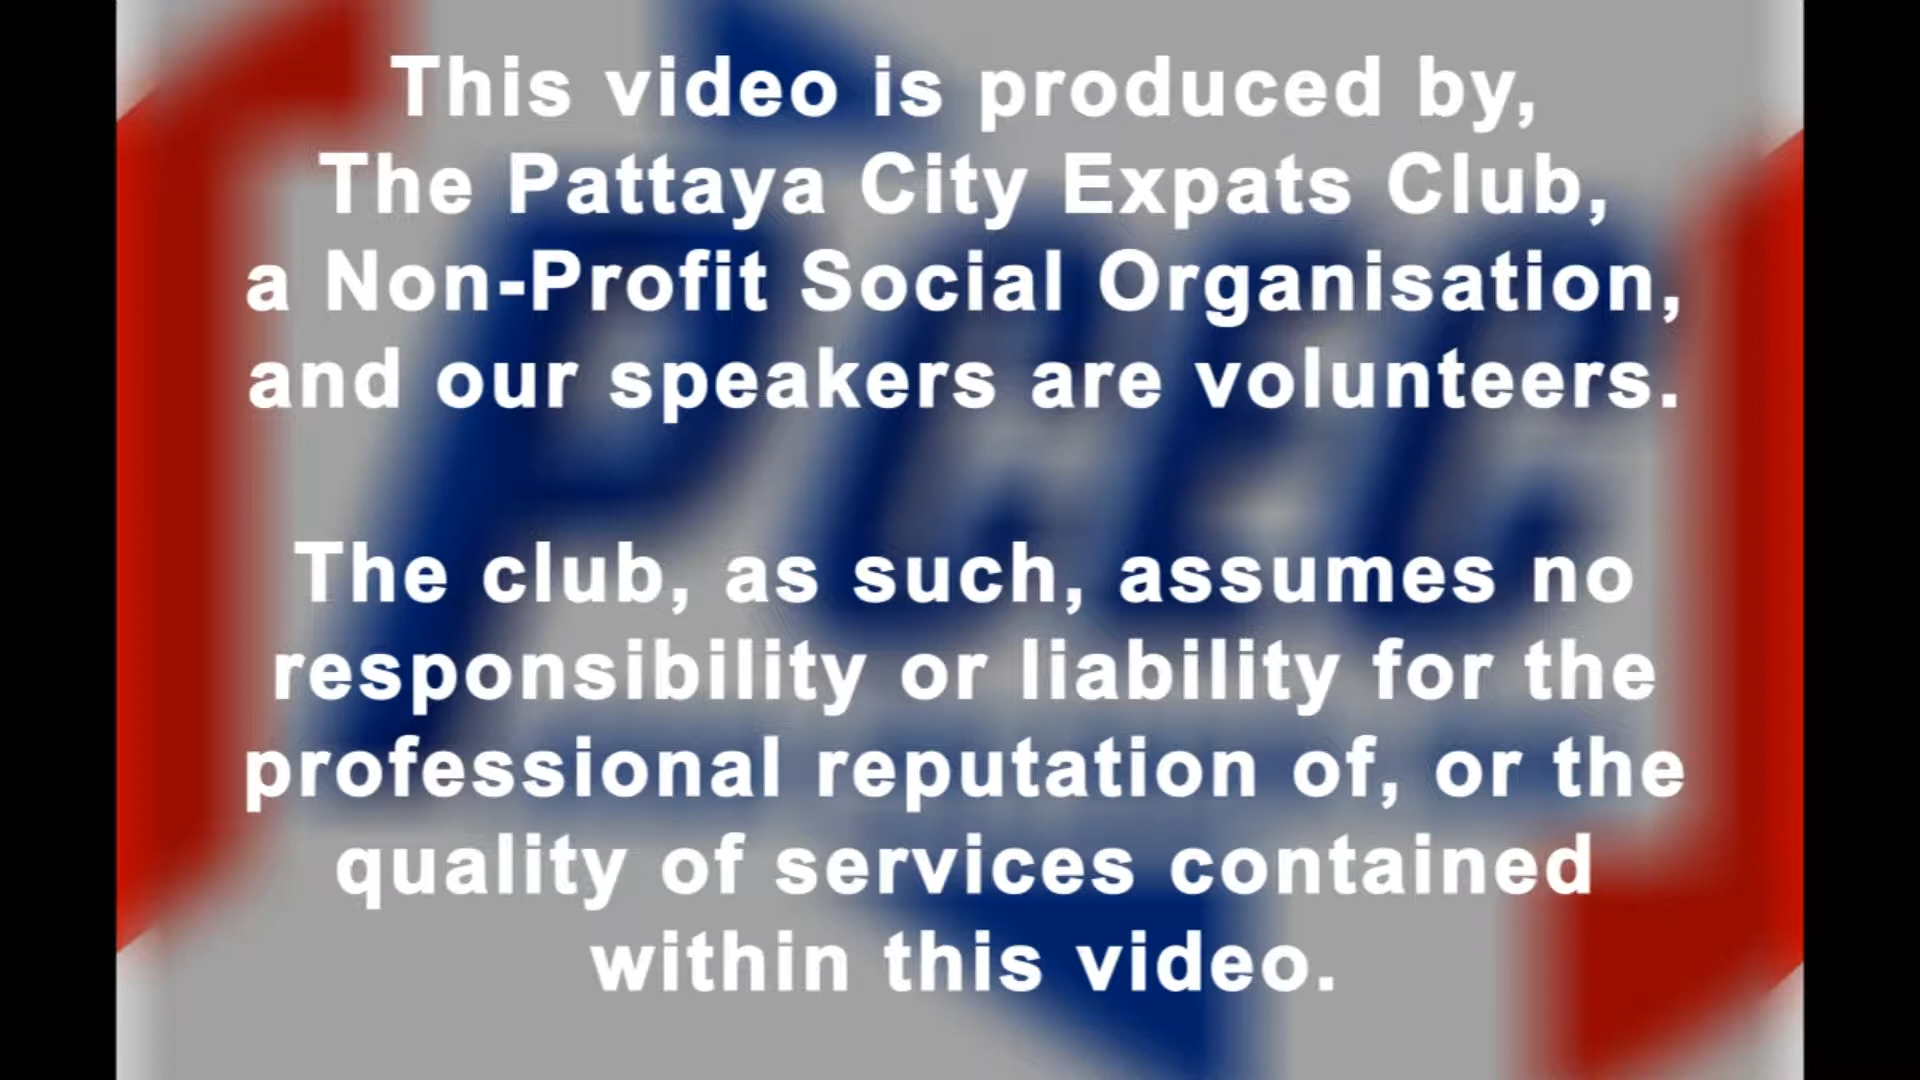 This video is produced by,
The Pattaya City Expats Club,
a Non-Profit Social Organisation,
and our speakers are volunteers.
The club, as such, assumes no
responsibility or liability for the
professional reputation of, or the
quality of services contained
within this video.